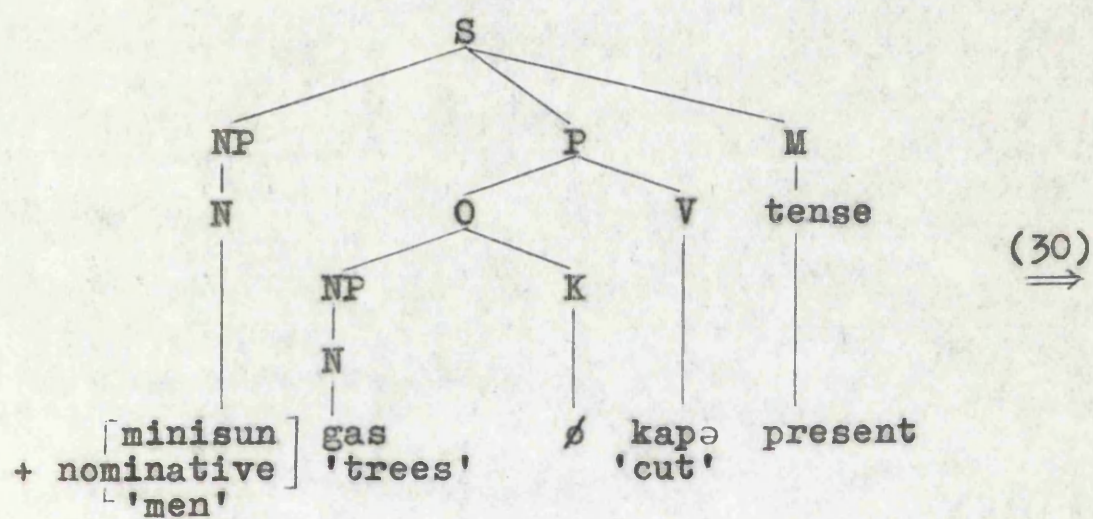 S
NP P M
N O V tense
(30)
⟹
NP K
N
[minisun] gas ø kapə present
+ nominative 'trees' 'cut'
'men'